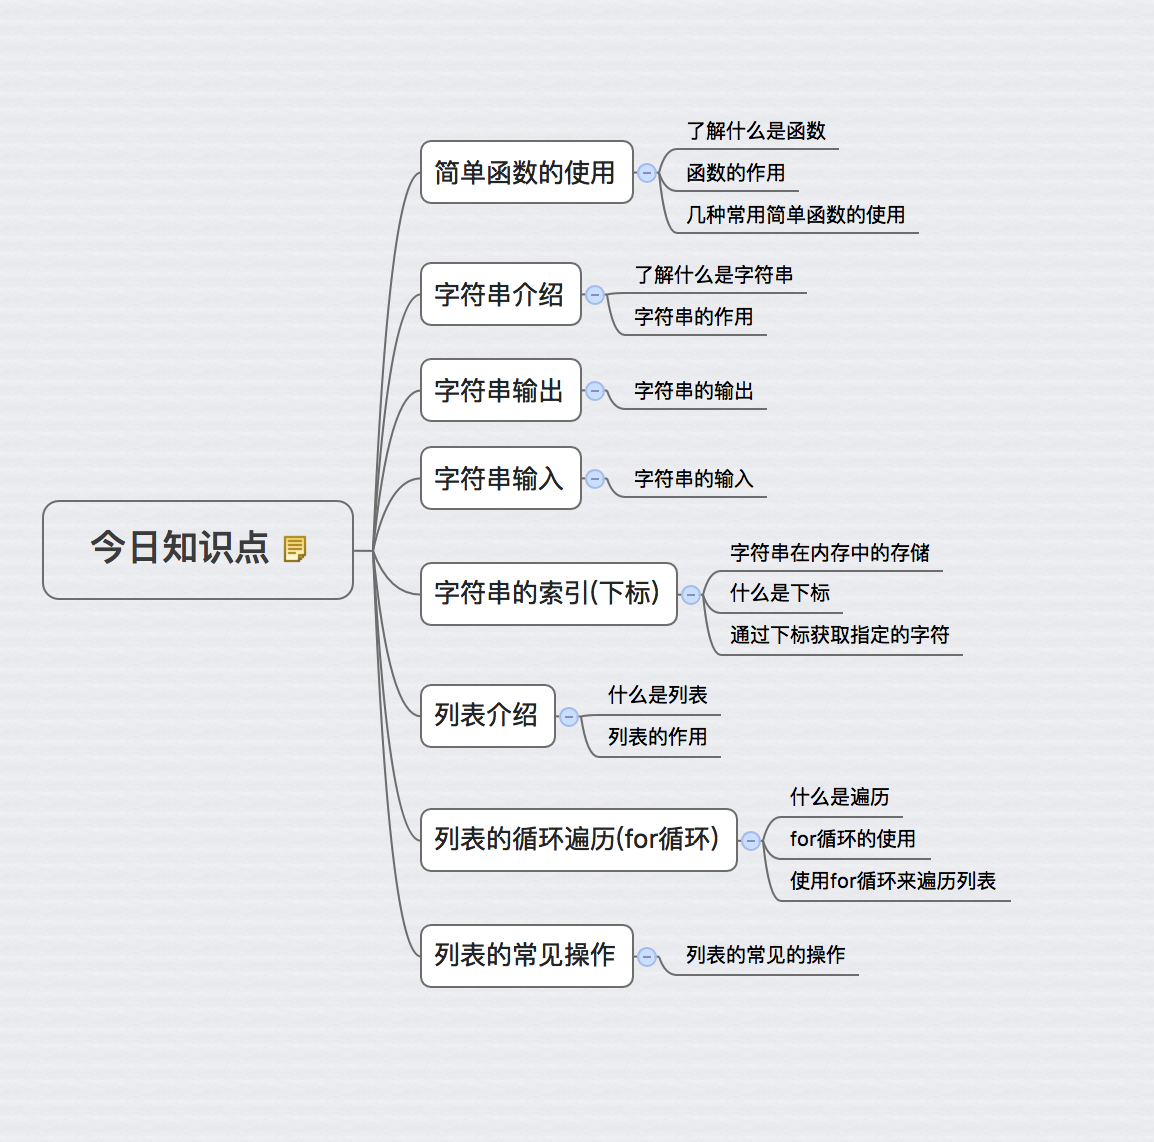 今日知识点
简单函数的使用
了解什么是函数
函数的作用
几种常用简单函数的使用
字符串介绍
了解什么是字符串
字符串的作用
字符串输出
字符串的输出
字符串输入
字符串的输入
字符串的索引(下标)
字符串在内存中的存储
什么是下标
通过下标获取指定的字符
列表介绍
什么是列表
列表的作用
列表的循环遍历(for循环)
什么是遍历
for循环的使用
使用for循环来遍历列表
列表的常见操作
列表的常见的操作